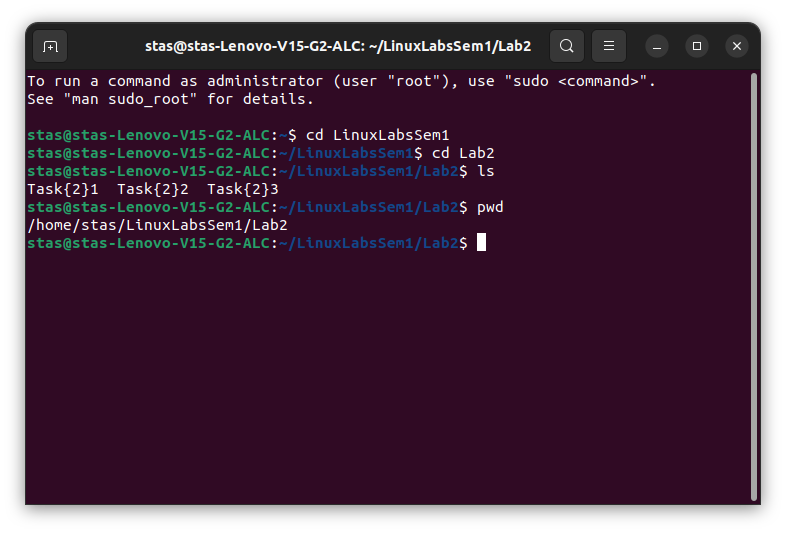 stas@stas-Lenovo-V15-G2-ALC: ~/LinuxLabsSem1/Lab2
To run a command as administrator (user "root"), use "sudo <command>".
See "man sudo_root" for details.
stas@stas-Lenovo-V15-G2-ALC:~$ cd LinuxLabsSem1
stas@stas-Lenovo-V15-G2-ALC:~/LinuxLabsSem1$ cd Lab2
stas@stas-Lenovo-V15-G2-ALC:~/LinuxLabsSem1/Lab2$ ls
Task{2}1  Task{2}2  Task{2}3
stas@stas-Lenovo-V15-G2-ALC:~/LinuxLabsSem1/Lab2$ pwd
/home/stas/LinuxLabsSem1/Lab2
stas@stas-Lenovo-V15-G2-ALC:~/LinuxLabsSem1/Lab2$